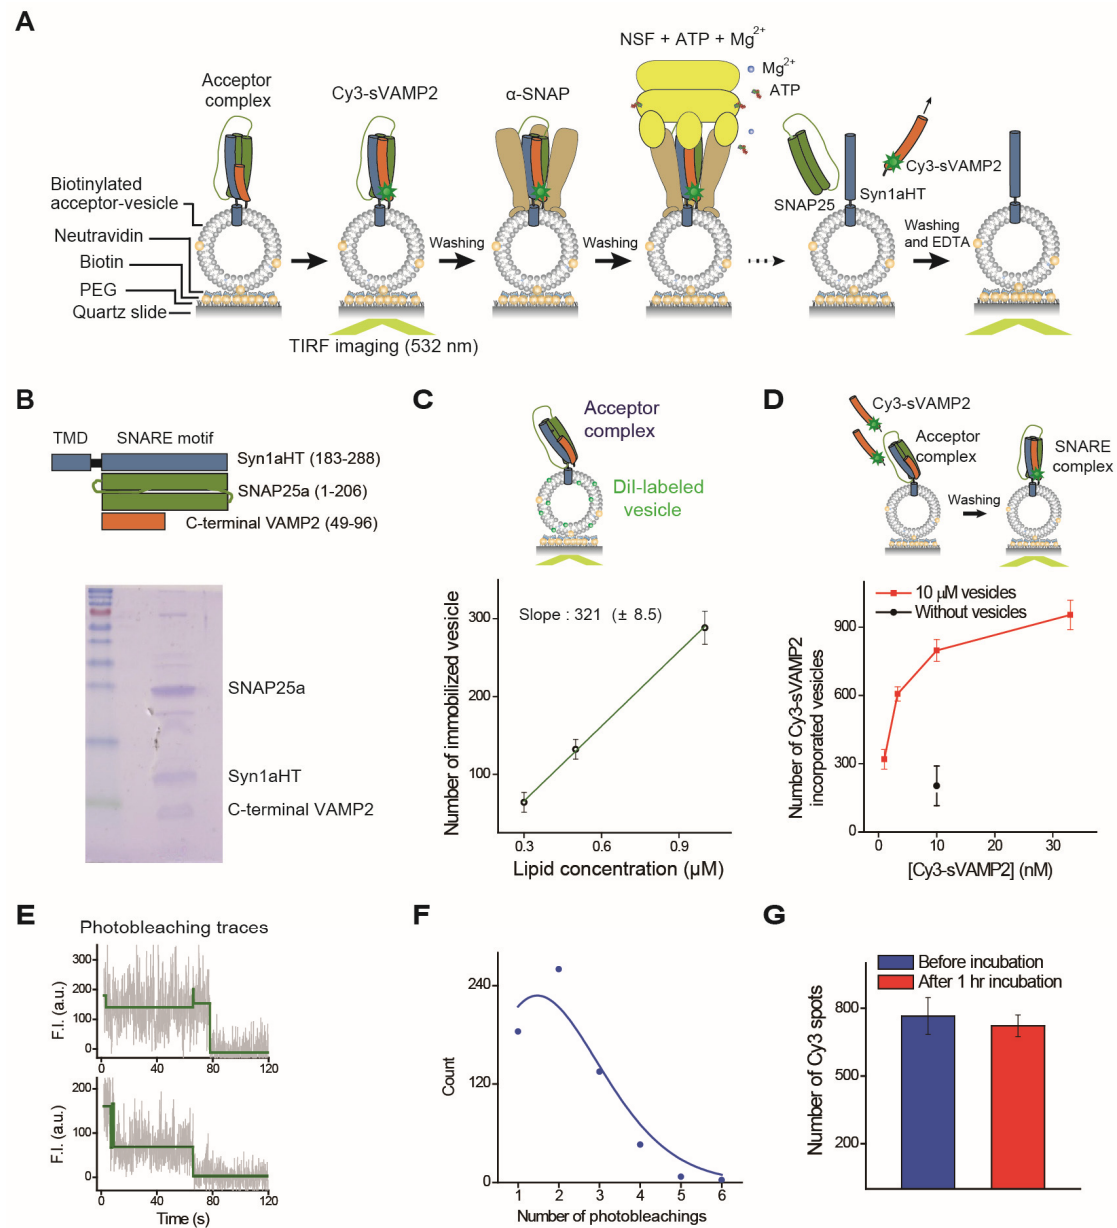 A
NSF + ATP + Mg2+
Mg2+
ATP
Acceptor
complex
Cy3-sVAMP2
α-SNAP
Cy3-sVAMP2
Syn1aHT
SNAP25
Biotinylated
acceptor-vesicle
Neutravidin
Biotin
PEG
Quartz slide
Washing
Washing
Washing
and EDTA
TIRF imaging (532 nm)
B
TMD
SNARE motif
Syn1aHT (183-288)
SNAP25a (1-206)
C-terminal VAMP2 (49-96)
SNAP25a
Syn1aHT
C-terminal VAMP2
C
Acceptor
complex
DiI-labeled
vesicle
Slope : 321 (± 8.5)
Number of immobilized vesicle
300
200
100
0.3
0.6
0.9
Lipid concentration (µM)
D
Cy3-sVAMP2
Acceptor
complex
Washing
SNARE
complex
10 µM vesicles
Without vesicles
Number of Cy3-sVAMP2
incorporated vesicles
900
600
300
0
0
10
20
30
[Cy3-sVAMP2] (nM)
E
Photobleaching traces
F.I. (a.u.)
300
200
100
0
0
40
80
120
F.I. (a.u.)
200
100
0
0
40
80
120
Time (s)
F
Count
240
120
0
1
2
3
4
5
6
Number of photobleachings
G
Before incubation
After 1 hr incubation
Number of Cy3 spots
800
500
200